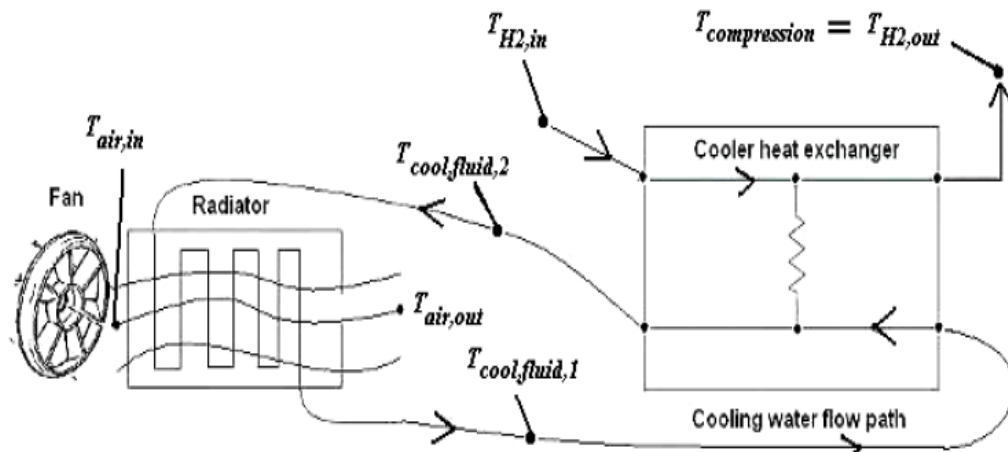 T_H2,in
T_compression = T_H2,out
T_air,in
T_cool,fluid,2
Cooler heat exchanger
Fan
Radiator
T_air,out
T_cool,fluid,1
Cooling water flow path